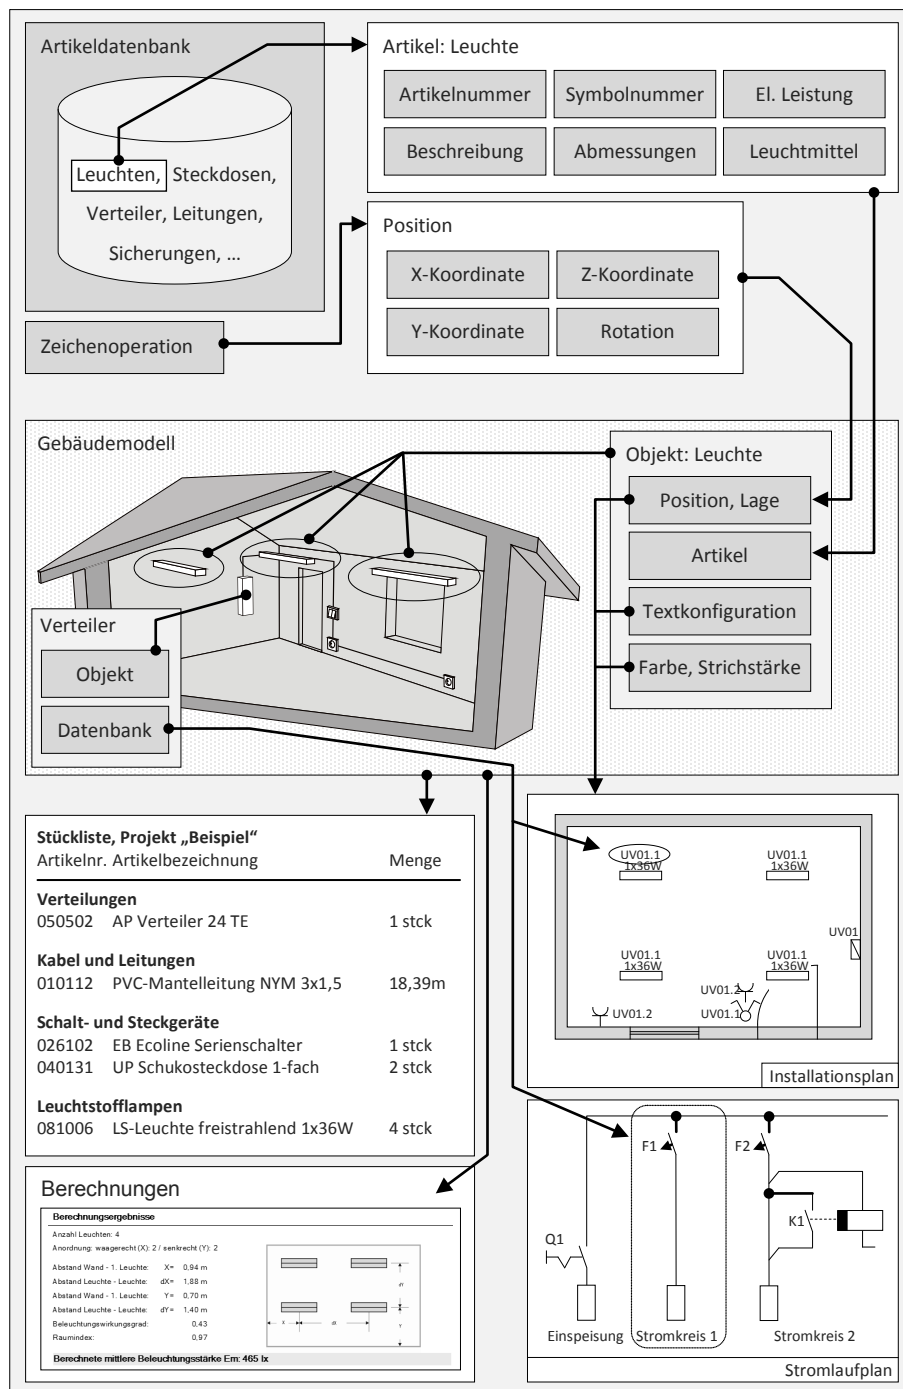 Artikeldatenbank
Leuchten, Steckdosen,
Verteiler, Leitungen,
Sicherungen, ...
Zeichenoperation
Artikel: Leuchte
Artikelnummer Symbolnummer El. Leistung
Beschreibung Abmessungen Leuchtmittel
Position
X-Koordinate Z-Koordinate
Y-Koordinate Rotation
Gebäudemodell
Verteiler
Objekt
Datenbank
Objekt: Leuchte
Position, Lage
Artikel
Textkonfiguration
Farbe, Strichstärke
Stückliste, Projekt „Beispiel“
Artikelnr. Artikelbezeichnung Menge
Verteilungen
050502 AP Verteiler 24 TE 1 stck
Kabel und Leitungen
010112 PVC-Mantelleitung NYM 3x1,5 18,39m
Schalt- und Steckgeräte
026102 EB Ecoline Serienschalter 1 stck
040131 UP Schukosteckdose 1-fach 2 stck
Leuchtstofflampen
081006 LS-Leuchte freistrahlend 1x36W 4 stck
UV01.1 UV01.1
1x36W 1x36W
UV01
UV01.1 UV01.1
1x36W 1x36W
UV01.2
UV01.2 UV01.1
Installationsplan
Berechnungen
Berechnungsergebnisse
Anzahl Leuchten: 4
Anordnung: waagerecht (X): 2 / senkrecht (Y): 2
Abstand Wand - 1. Leuchte: X= 0,94 m
Abstand Leuchte - Leuchte: dX= 1,88 m
Abstand Wand - 1. Leuchte: Y= 0,70 m
Abstand Leuchte - Leuchte: dY= 1,40 m
Beleuchtungswirkungsgrad: 0,43
Raumindex: 0,97
Berechnete mittlere Beleuchtungsstärke Em: 465 lx
dY
X dX Y
F1 F2
K1
Q1
Einspeisung Stromkreis 1 Stromkreis 2
Stromlaufplan